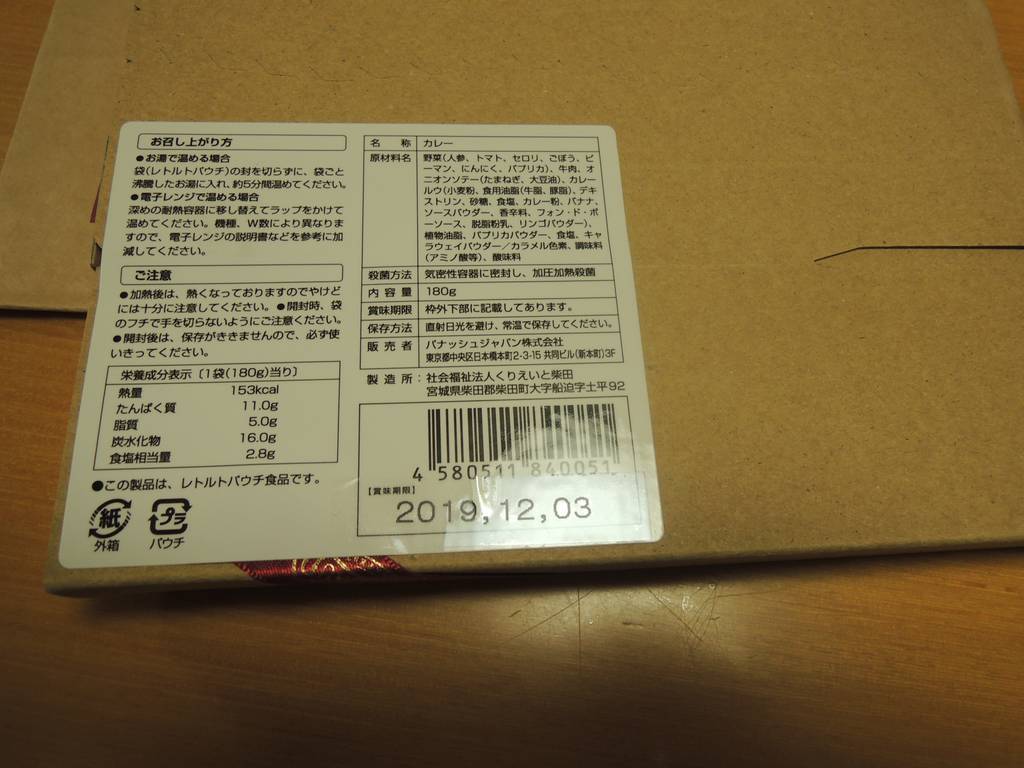 お召し上がり方
●お湯で温める場合
袋(レトルトパウチ)の封を切らずに、袋ごと
沸騰したお湯に入れ、約5分間温めてください。
●電子レンジで温める場合
深めの耐熱容器に移し替えてラップをかけて
温めてください。機種、W数により異なりま
すので、電子レンジの説明書などを参考に加
減してください。
ご注意
●加熱後は、熱くなっておりますのでやけど
には十分に注意してください。●開封時、袋
のフチで手を切らないようにご注意ください。
●開封後は、保存がききませんので、必ず使
いきってください。
栄養成分表示〔1袋(180g)当り〕
熱量 153kcal
たんぱく質 11.0g
脂質 5.0g
炭水化物 16.0g
食塩相当量 2.8g
●この製品は、レトルトパウチ食品です。
紙 プラ
外箱 パウチ
名 称 カレー
原材料名 野菜(人参、トマト、セロリ、ごぼう、ピ
ーマン、にんにく、パプリカ)、牛肉、オ
ニオンソテー(たまねぎ、大豆油)、カレー
ルウ(小麦粉、食用油脂(牛脂、豚脂)、デキ
ストリン、砂糖、食塩、カレー粉、バナナ、
ソースパウダー、香辛料、フォン・ド・ボ
ーソース、脱脂粉乳、リンゴパウダー)、
植物油脂、パプリカパウダー、食塩、キャ
ラウェイパウダー／カラメル色素、調味料
(アミノ酸等)、酸味料
殺菌方法 気密性容器に密封し、加圧加熱殺菌
内 容 量 180g
賞味期限 枠外下部に記載してあります。
保存方法 直射日光を避け、常温で保存してください。
販 売 者 パナッシュジャパン株式会社
東京都中央区日本橋本町2-3-15 共同ビル(新本町)3F
製 造 所：社会福祉法人くりえいと柴田
宮城県柴田郡柴田町大字船迫字土平92
4 580511 840051
【賞味期限】
2019,12,03